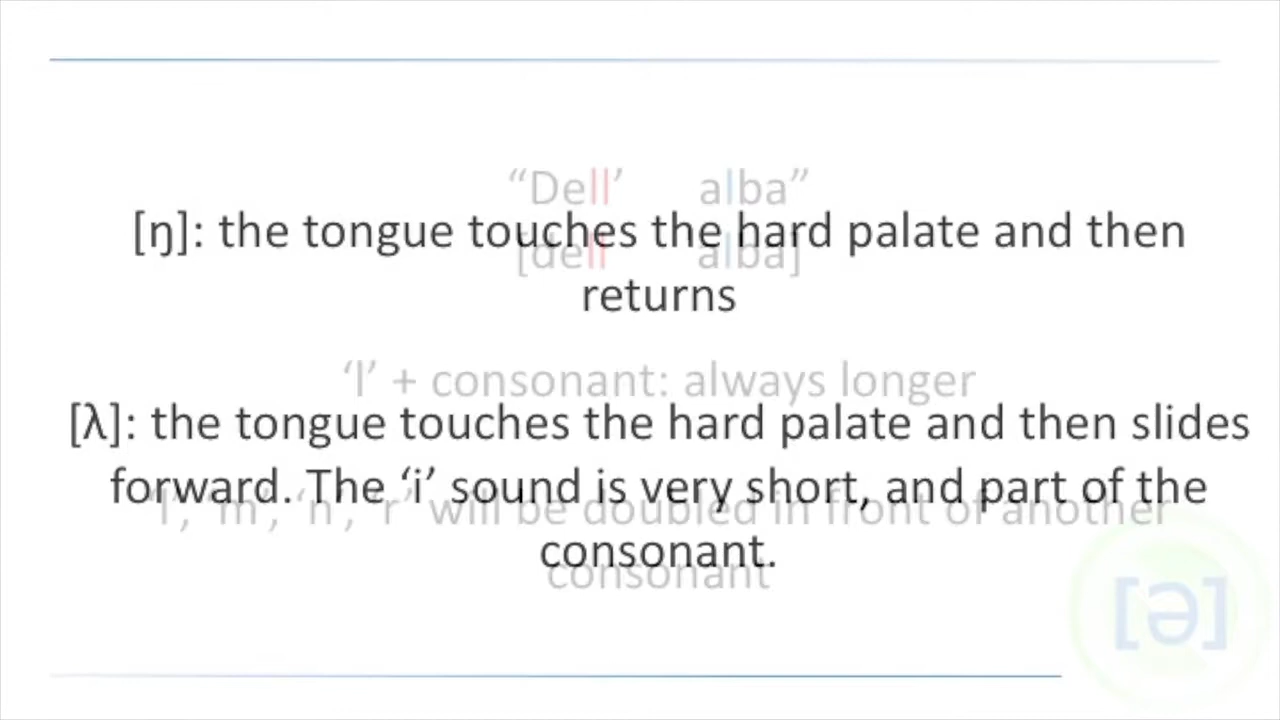 “Dell’ alba”
[ŋ]: the tongue touches the hard palate and then
[dell alba]
returns
‘l’ + consonant: always longer
[λ]: the tongue touches the hard palate and then slides
forward. The ‘i’ sound is very short, and part of the
‘l’, ‘m’, ‘n’, ‘r’ will be doubled in front of another
consonant.
consonant
[ə]